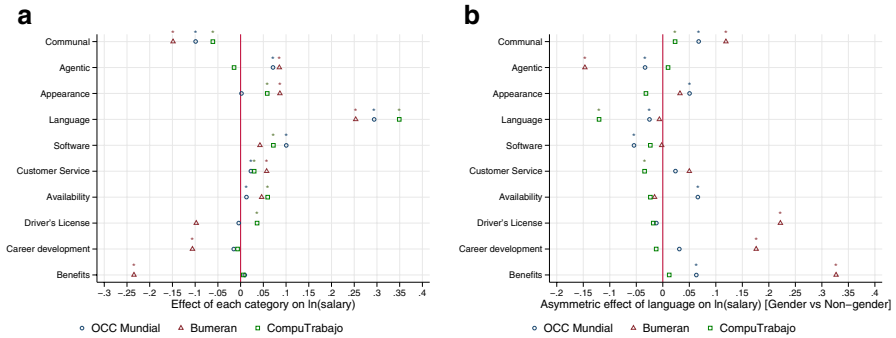 a
Communal
Agentic
Appearance
Language
Software
Customer Service
Availability
Driver's License
Career development
Benefits
-.3 -.25 -.2 -.15 -.1 -.05 0 .05 .1 .15 .2 .25 .3 .35 .4
Effect of each category on ln(salary)
OCC Mundial Bumeran CompuTrabajo
b
Communal
Agentic
Appearance
Language
Software
Customer Service
Availability
Driver's License
Career development
Benefits
-.2 -.15 -.1 -.05 0 .05 .1 .15 .2 .25 .3 .35 .4
Asymmetric effect of language on ln(salary) [Gender vs Non-gender]
OCC Mundial Bumeran CompuTrabajo